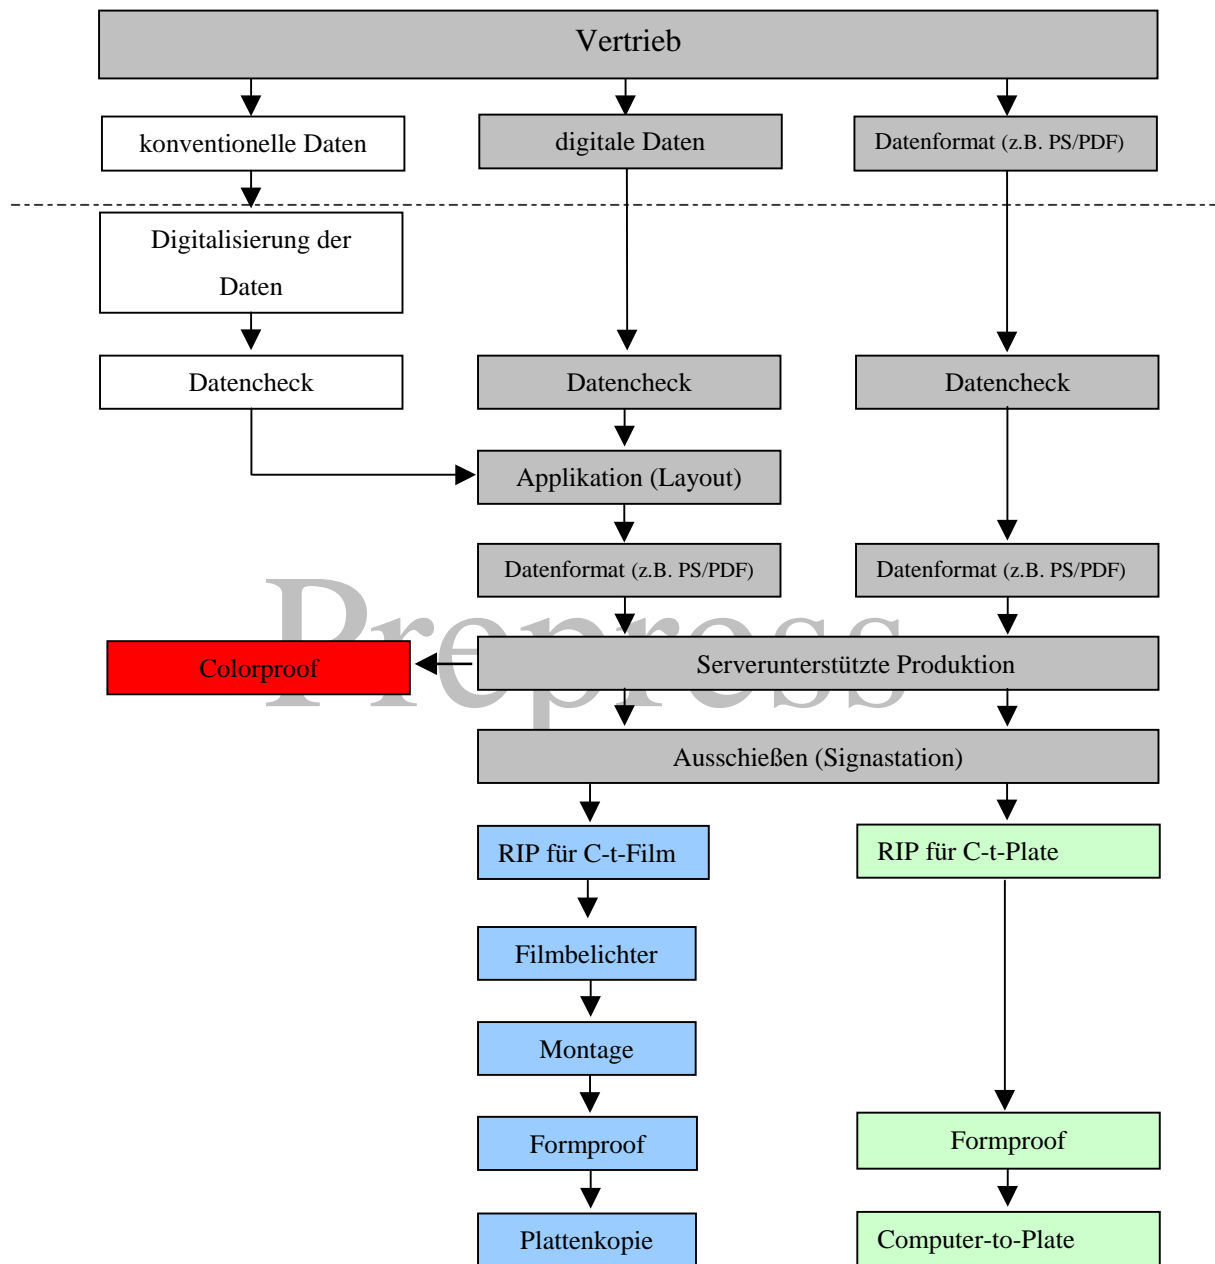 Vertrieb
konventionelle Daten
digitale Daten
Datenformat (z.B. PS/PDF)
Digitalisierung der
Daten
Datencheck
Datencheck
Datencheck
Applikation (Layout)
Datenformat (z.B. PS/PDF)
Datenformat (z.B. PS/PDF)
Prepress
Colorproof
Serverunterstützte Produktion
Ausschießen (Signastation)
RIP für C-t-Film
RIP für C-t-Plate
Filmbelichter
Montage
Formproof
Formproof
Plattenkopie
Computer-to-Plate